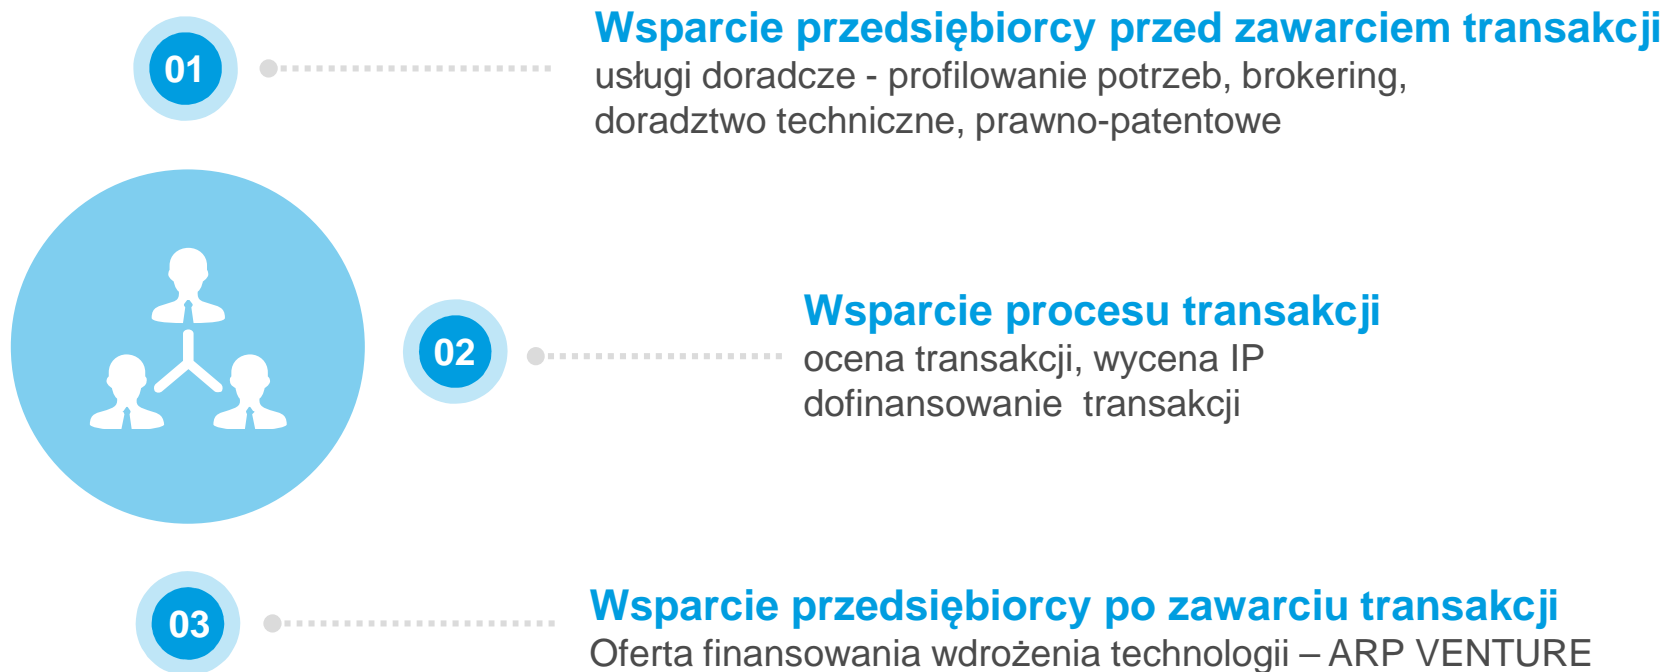 01
Wsparcie przedsiębiorcy przed zawarciem transakcji
usługi doradcze - profilowanie potrzeb, brokering,
doradztwo techniczne, prawno-patentowe
02
Wsparcie procesu transakcji
ocena transakcji, wycena IP
dofinansowanie  transakcji
03
Wsparcie przedsiębiorcy po zawarciu transakcji
Oferta finansowania wdrożenia technologii – ARP VENTURE